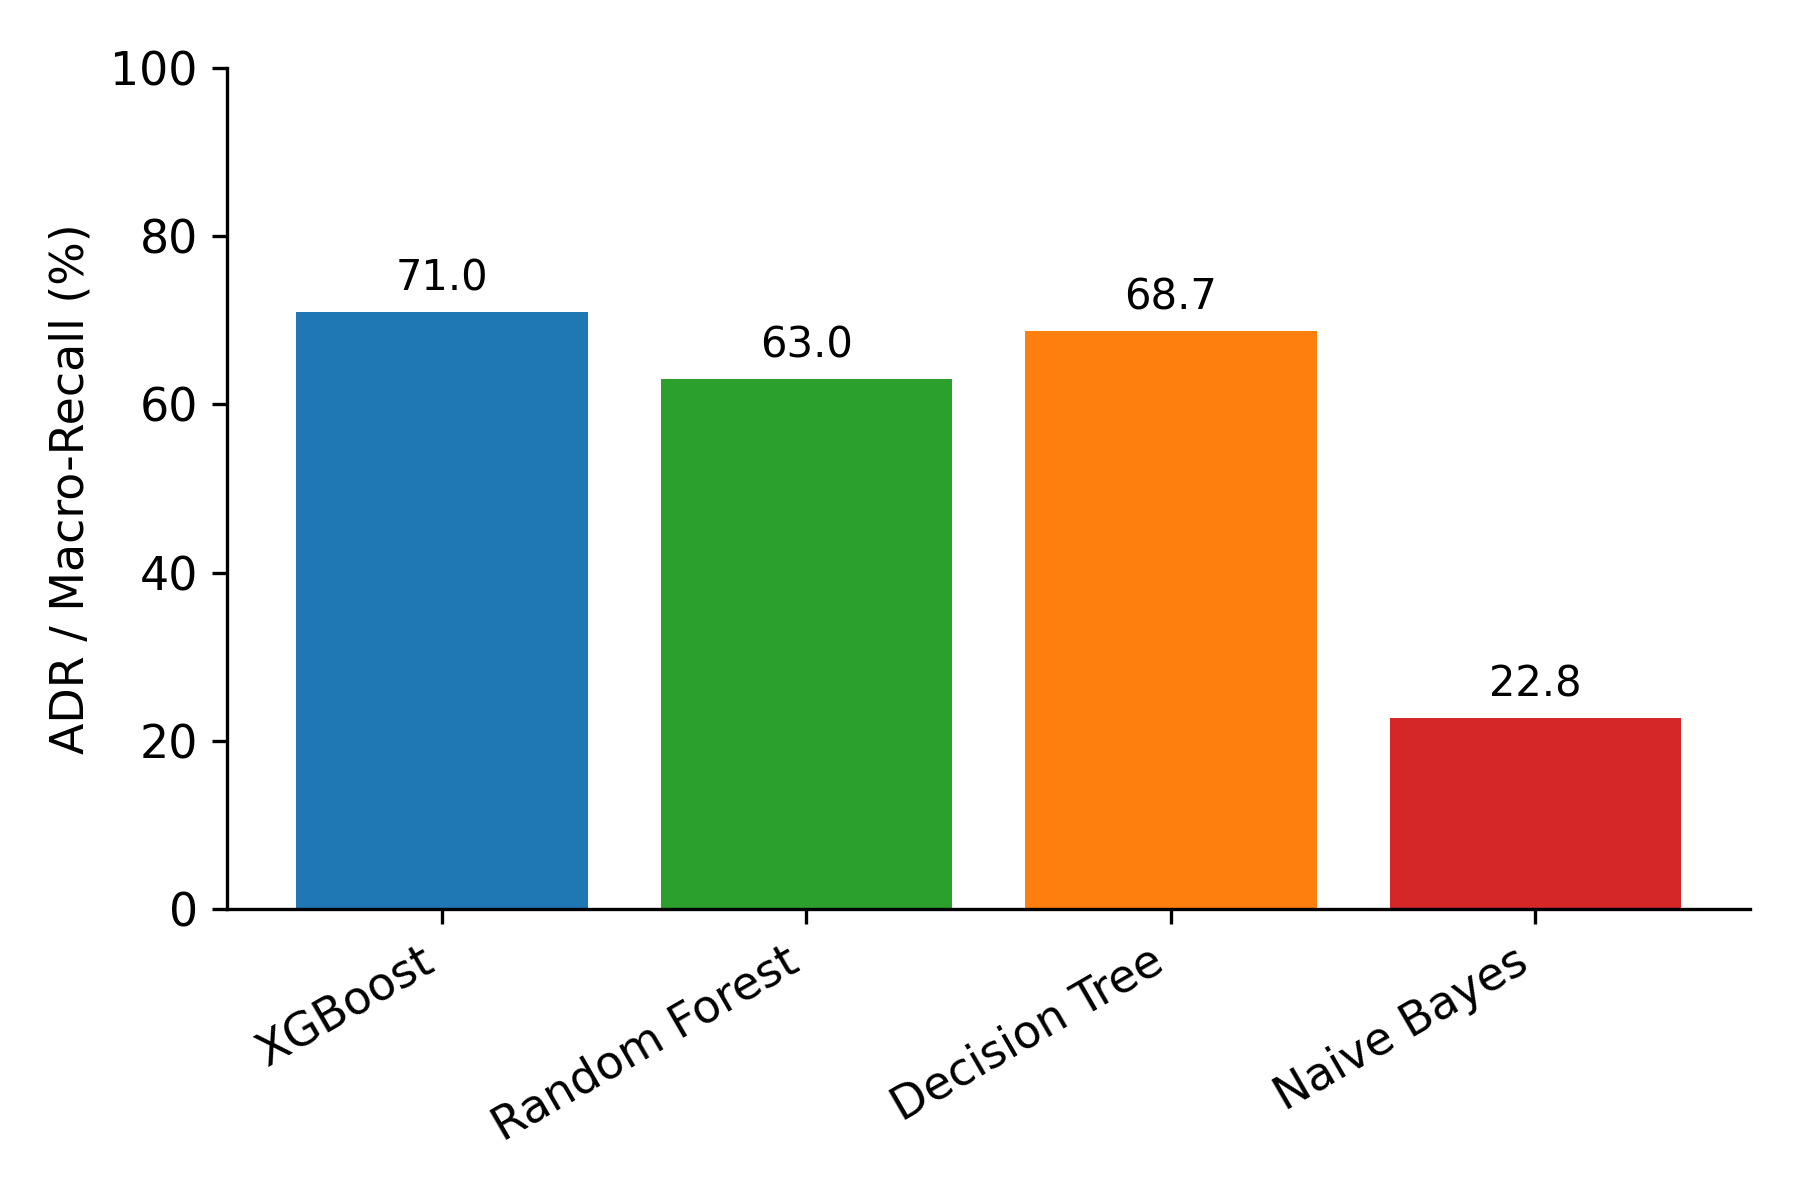 ADR / Macro-Recall (%)
100
80
60
40
20
0
71.0
63.0
68.7
22.8
XGBoost
Random Forest
Decision Tree
Naive Bayes